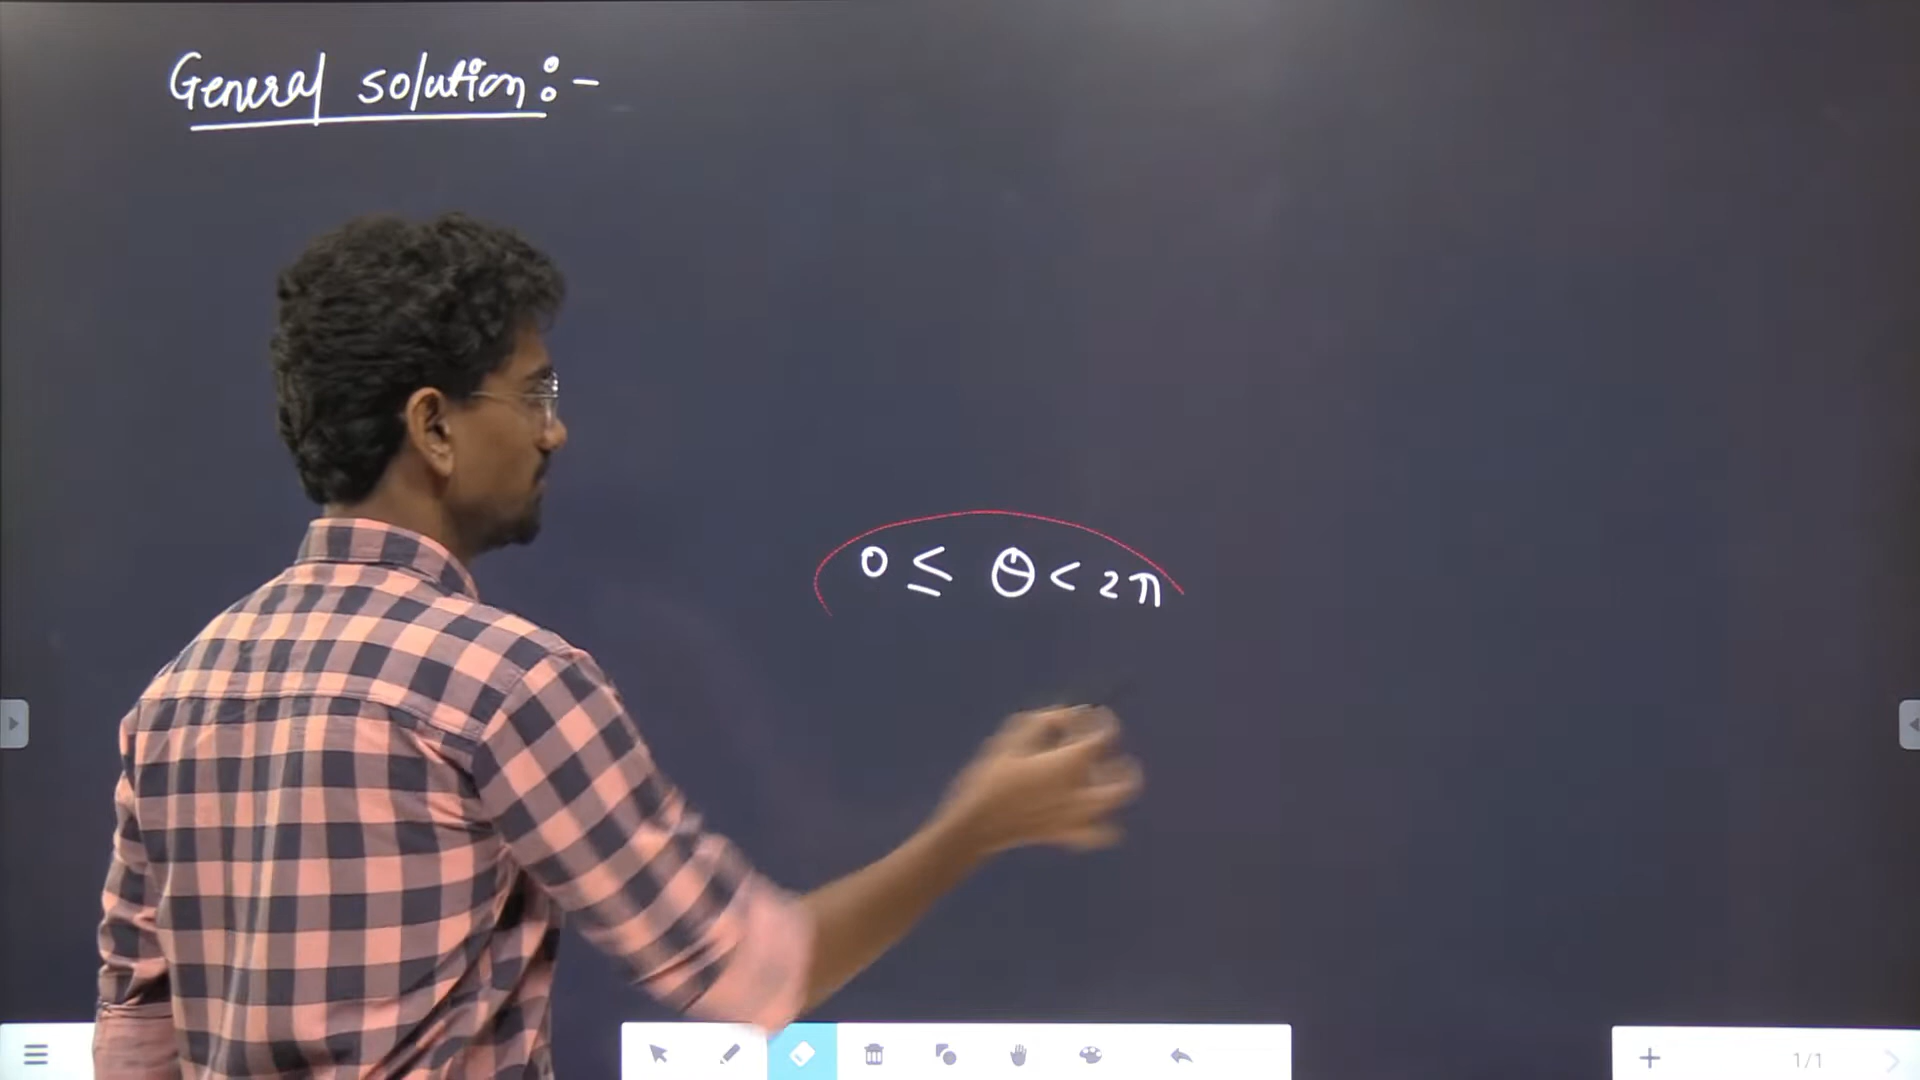 General solution :-
0 ≤ θ < 2π
1/1